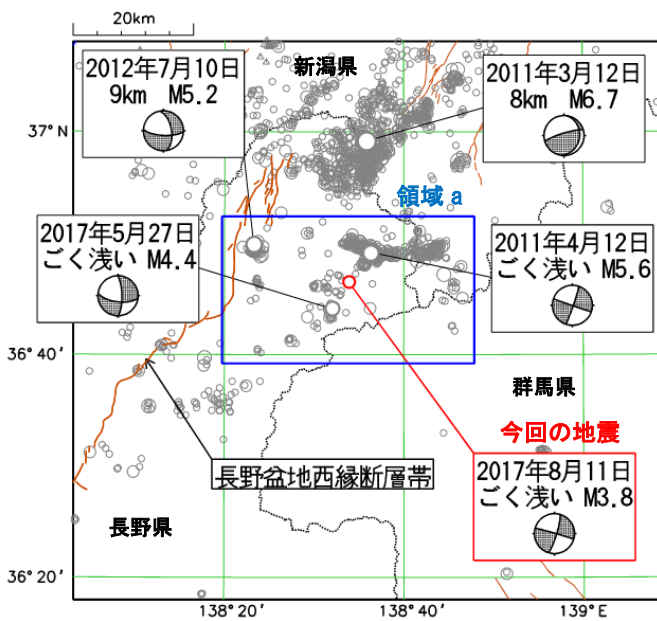 20km
新潟県
2012年7月10日
9km M5.2
2011年3月12日
8km M6.7
37°N
領域a
2017年5月27日
ごく浅い M4.4
2011年4月12日
ごく浅い M5.6
36°40′
群馬県
今回の地震
長野盆地西縁断層帯
2017年8月11日
ごく浅い M3.8
長野県
36°20′
138°20′
138°40′
139°E